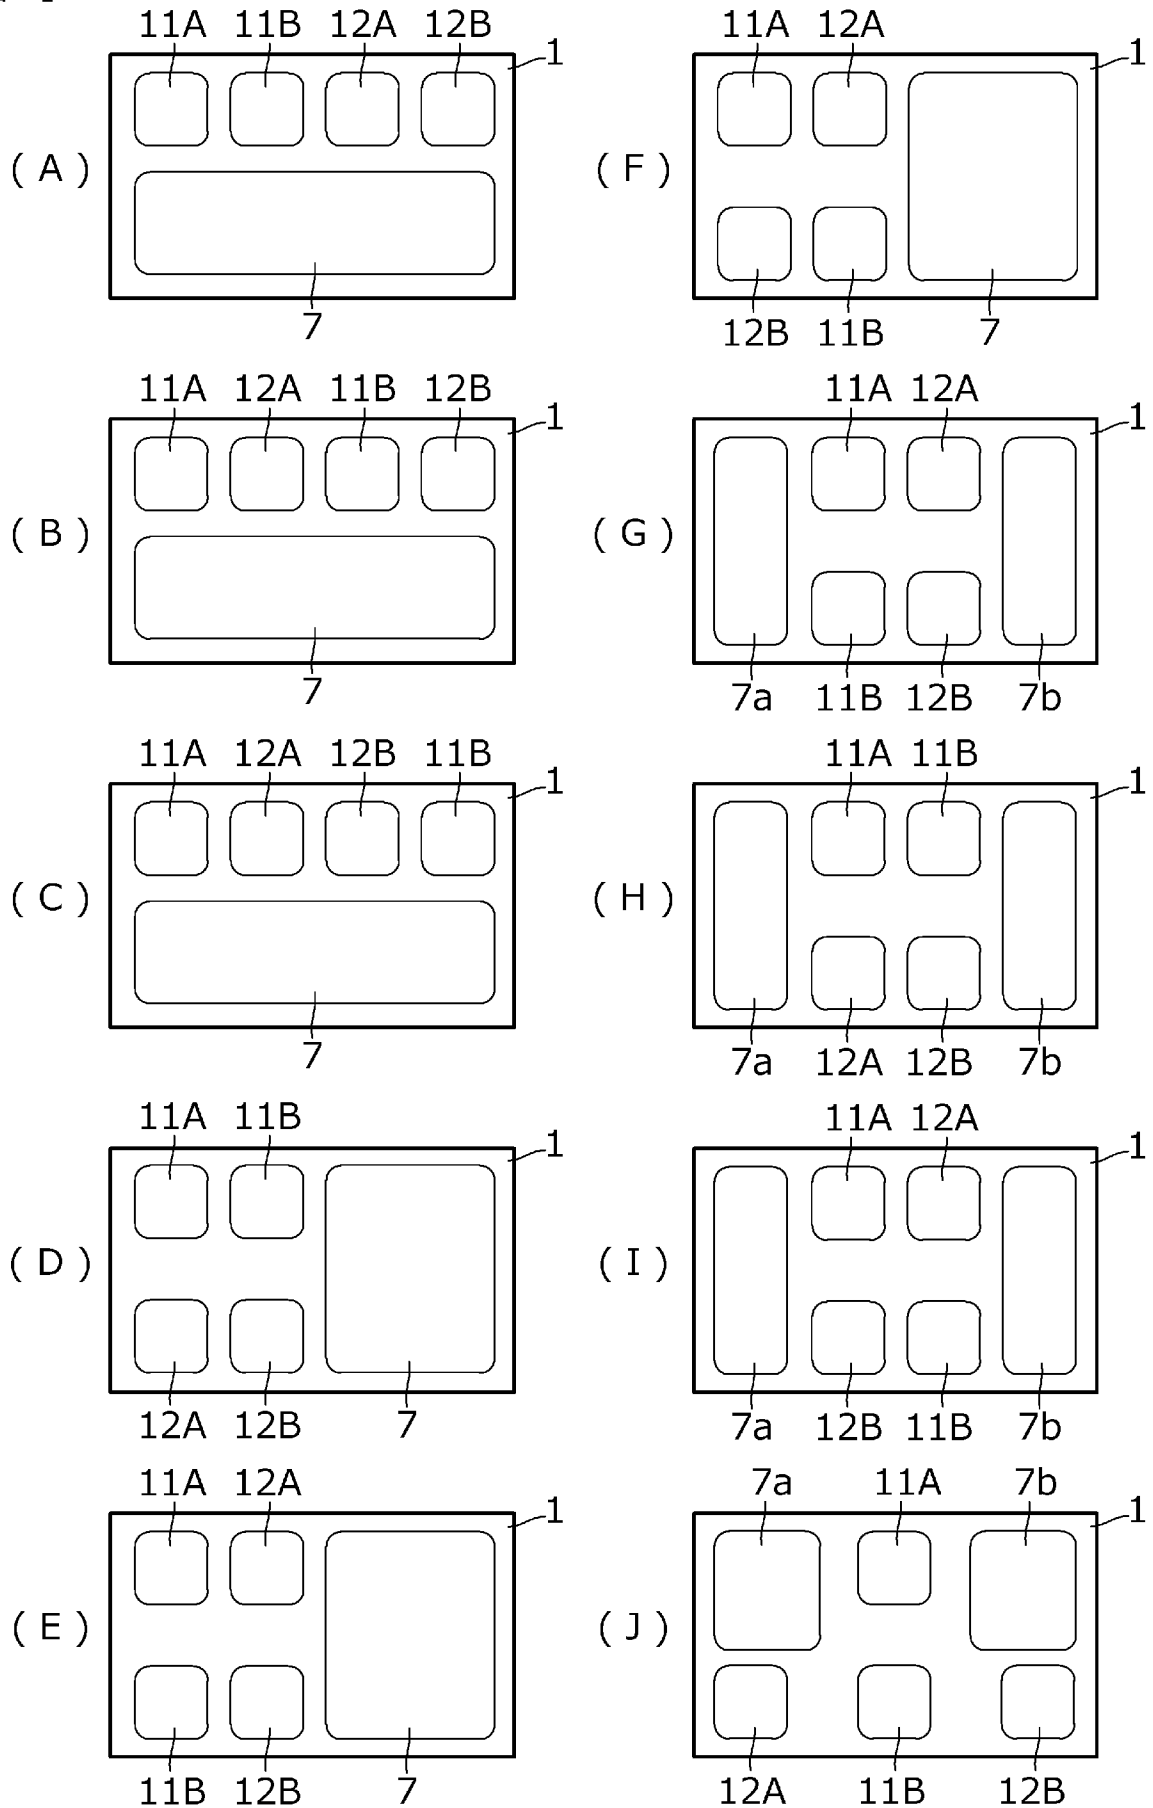 11A 11B 12A 12B
1
( A )
7
11A 12A 11B 12B
1
( B )
7
11A 12A 12B 11B
1
( C )
7
11A 11B
1
( D )
12A 12B 7
11A 12A
1
( E )
11B 12B 7
11A 12A
1
( F )
12B 11B 7
11A 12A
1
( G )
7a 11B 12B 7b
11A 11B
1
( H )
7a 12A 12B 7b
11A 12A
1
( I )
7a 12B 11B 7b
7a 11A 7b
1
( J )
12A 11B 12B